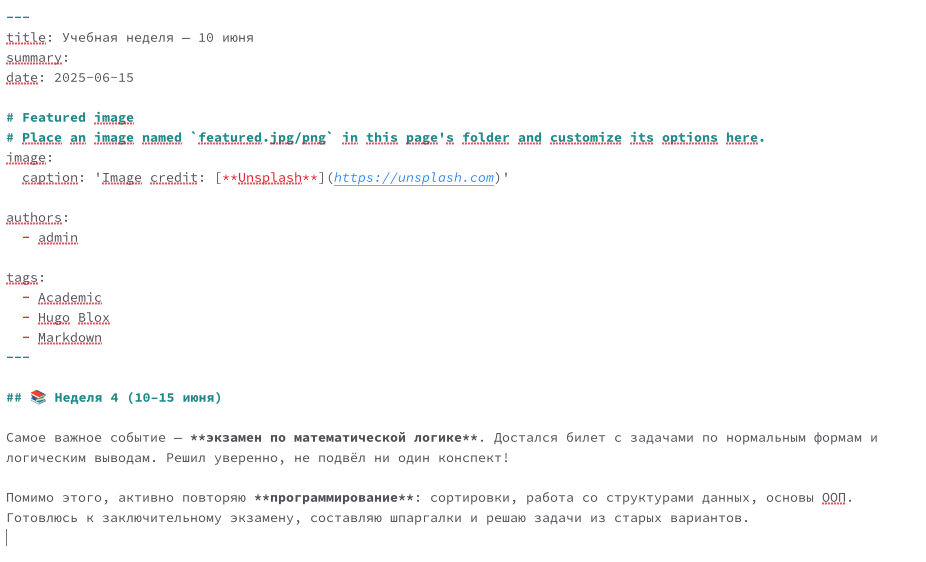 ---
title: Учебная неделя — 10 июня
summary:
date: 2025-06-15
# Featured image
# Place an image named `featured.jpg/png` in this page's folder and customize its options here.
image:
  caption: 'Image credit: [**Unsplash**](https://unsplash.com)'
authors:
  - admin
tags:
  - Academic
  - Hugo Blox
  - Markdown
---
## 📚 Неделя 4 (10–15 июня)
Самое важное событие — **экзамен по математической логике**. Достался билет с задачами по нормальным формам и
логическим выводам. Решил уверенно, не подвёл ни один конспект!
Помимо этого, активно повторяю **программирование**: сортировки, работа со структурами данных, основы ООП.
Готовлюсь к заключительному экзамену, составляю шпаргалки и решаю задачи из старых вариантов.